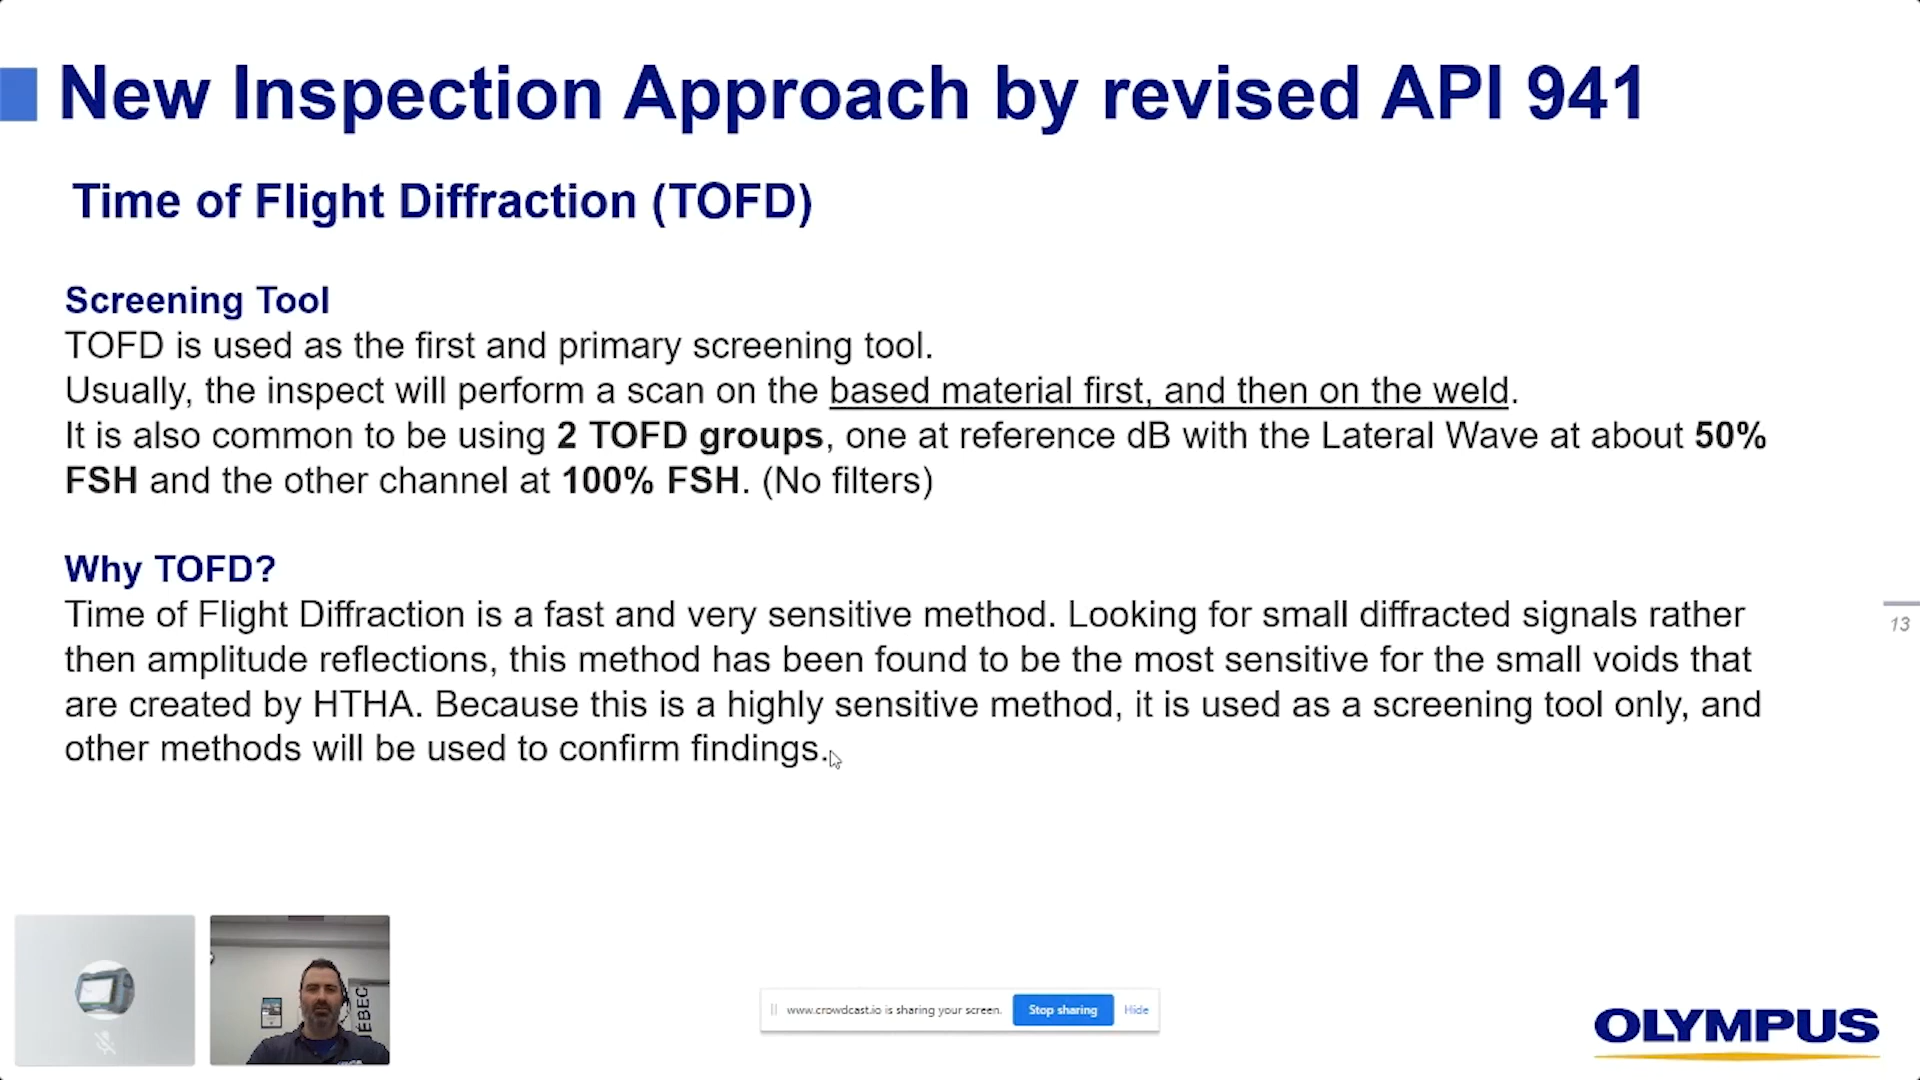 New Inspection Approach by revised API 941
Time of Flight Diffraction (TOFD)
Screening Tool
TOFD is used as the first and primary screening tool.
Usually, the inspect will perform a scan on the based material first, and then on the weld.
It is also common to be using 2 TOFD groups, one at reference dB with the Lateral Wave at about 50%
FSH and the other channel at 100% FSH. (No filters)
Why TOFD?
Time of Flight Diffraction is a fast and very sensitive method. Looking for small diffracted signals rather
then amplitude reflections, this method has been found to be the most sensitive for the small voids that
are created by HTHA. Because this is a highly sensitive method, it is used as a screening tool only, and
other methods will be used to confirm findings.
13
ÉBEC
www.crowdcast.io is sharing your screen.
Stop sharing
Hide
OLYMPUS